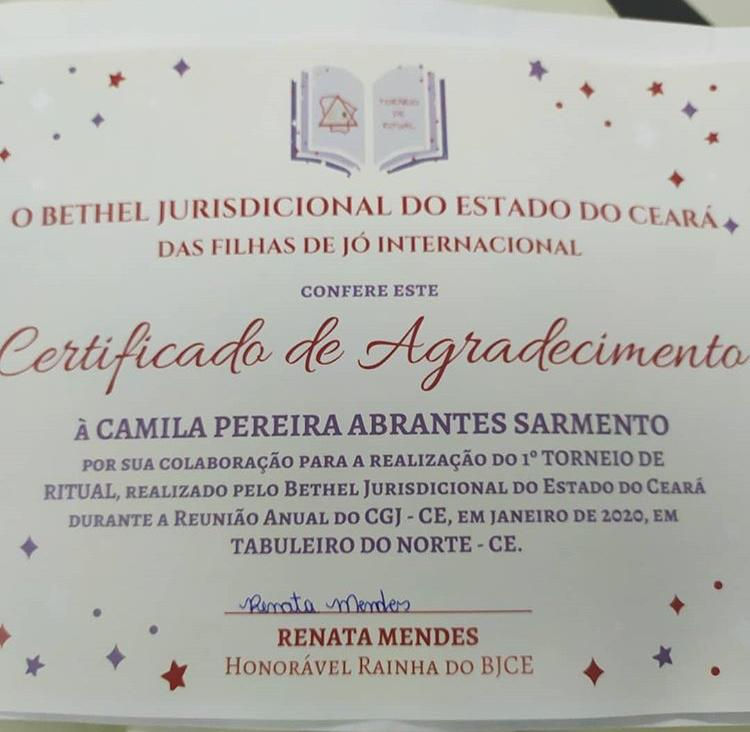 TORNEIO
DE
RITUAL
O BETHEL JURISDICIONAL DO ESTADO DO CEARÁ
DAS FILHAS DE JÓ INTERNACIONAL
CONFERE ESTE
Certificado de Agradecimento
À CAMILA PEREIRA ABRANTES SARMENTO
POR SUA COLABORAÇÃO PARA A REALIZAÇÃO DO 1º TORNEIO DE
RITUAL, REALIZADO PELO BETHEL JURISDICIONAL DO ESTADO DO CEARÁ
DURANTE A REUNIÃO ANUAL DO CGJ - CE, EM JANEIRO DE 2020, EM
TABULEIRO DO NORTE - CE.
Renata Mendes
RENATA MENDES
HONORÁVEL RAINHA DO BJCE